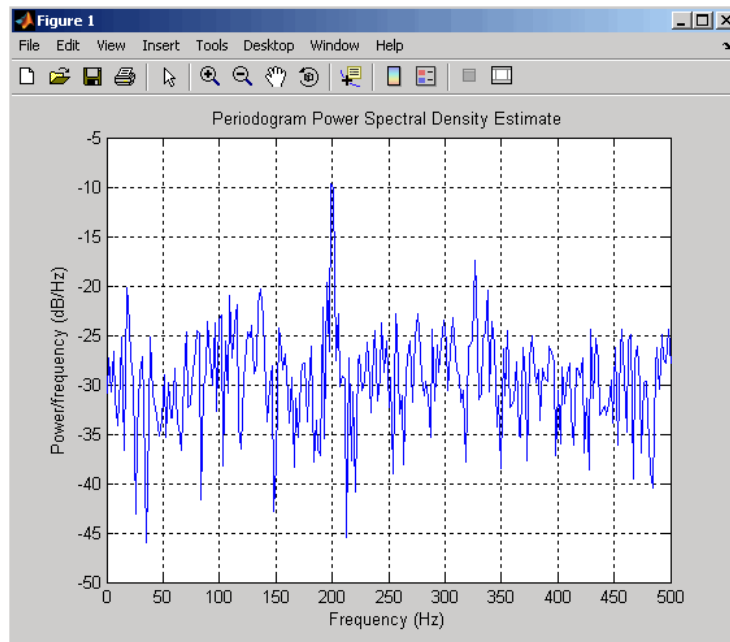 Figure 1
File Edit View Insert Tools Desktop Window Help
Periodogram Power Spectral Density Estimate
-5
-10
-15
-20
-25
-30
-35
-40
-45
-50
Power/frequency (dB/Hz)
0 50 100 150 200 250 300 350 400 450 500
Frequency (Hz)